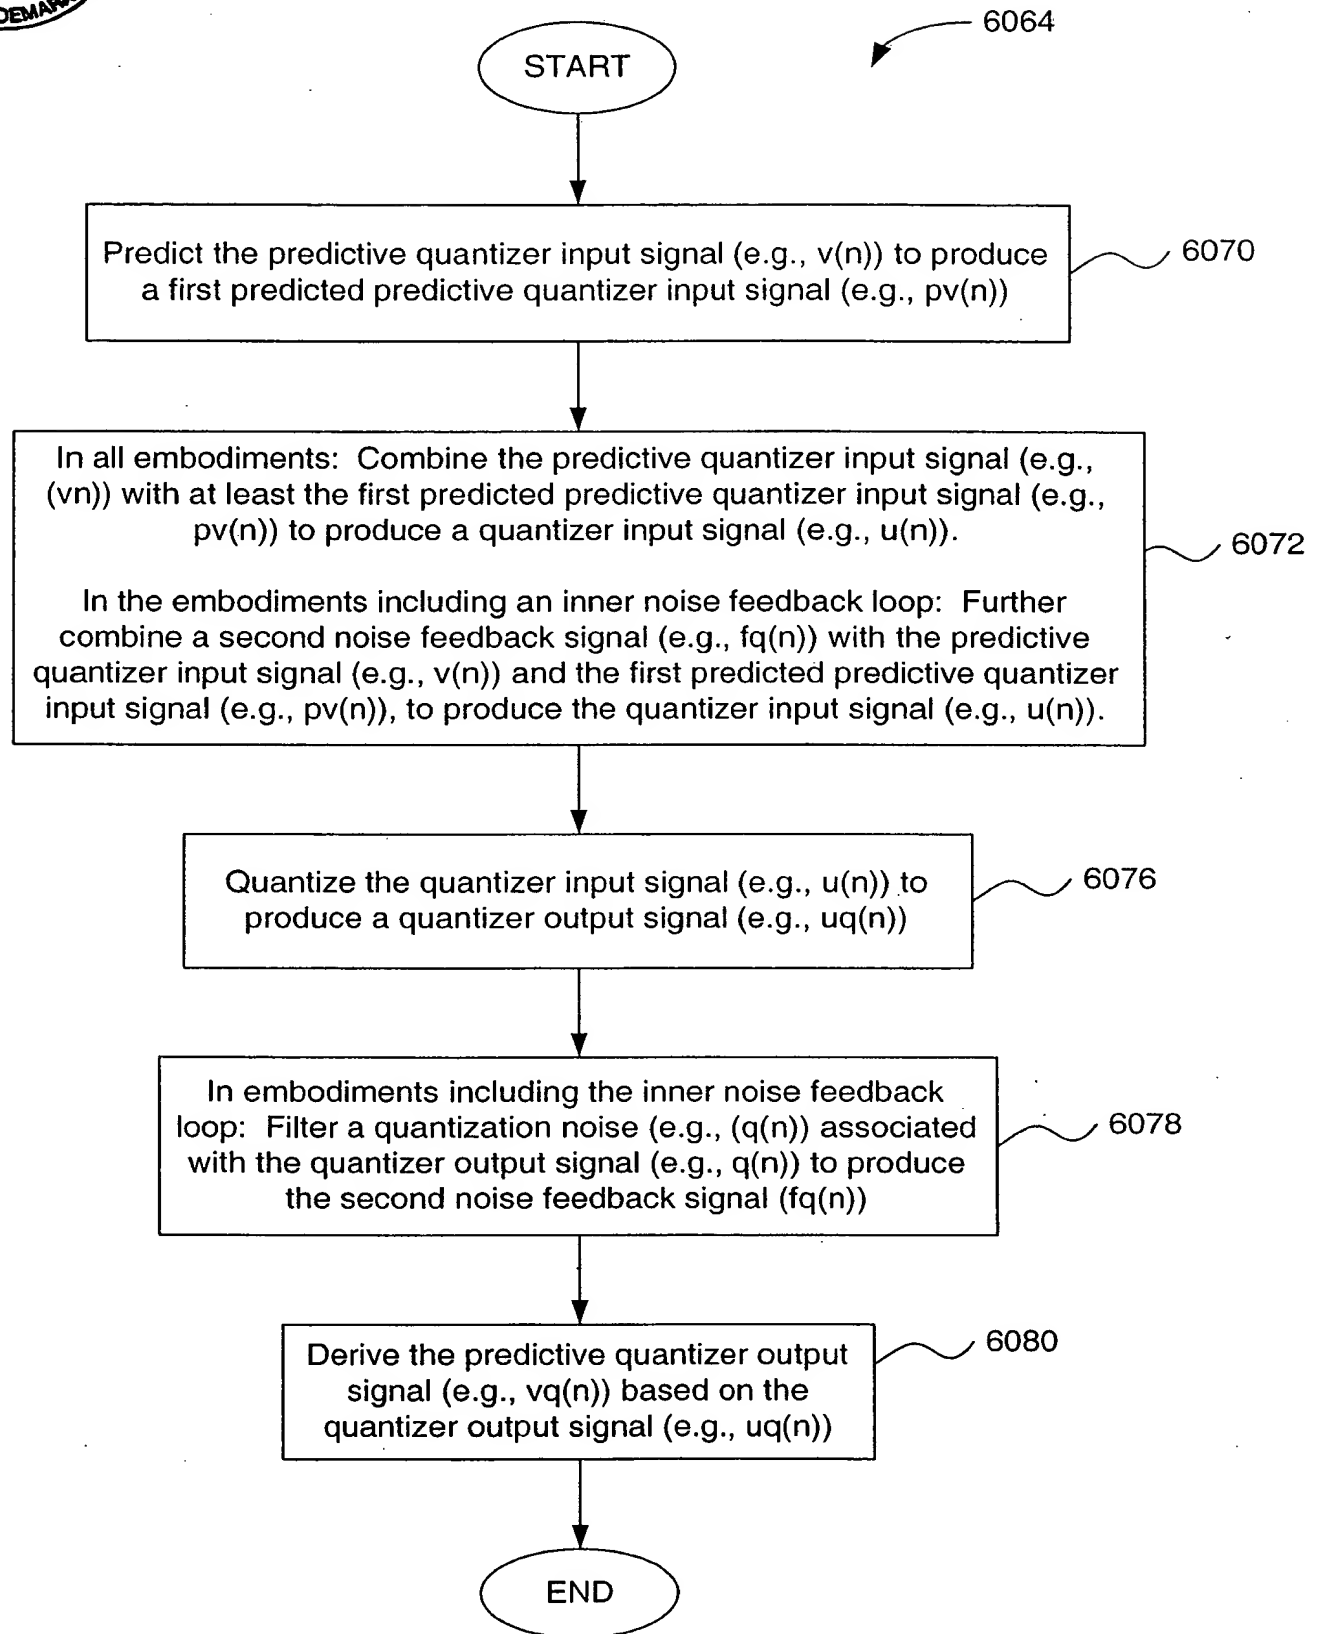 6064
START
Predict the predictive quantizer input signal (e.g., v(n)) to produce
a first predicted predictive quantizer input signal (e.g., pv(n))
6070
In all embodiments: Combine the predictive quantizer input signal (e.g.,
(vn)) with at least the first predicted predictive quantizer input signal (e.g.,
pv(n)) to produce a quantizer input signal (e.g., u(n)).
In the embodiments including an inner noise feedback loop: Further
combine a second noise feedback signal (e.g., fq(n)) with the predictive
quantizer input signal (e.g., v(n)) and the first predicted predictive quantizer
input signal (e.g., pv(n)), to produce the quantizer input signal (e.g., u(n)).
6072
Quantize the quantizer input signal (e.g., u(n)) to
produce a quantizer output signal (e.g., uq(n))
6076
In embodiments including the inner noise feedback
loop: Filter a quantization noise (e.g., (q(n)) associated
with the quantizer output signal (e.g., q(n)) to produce
the second noise feedback signal (fq(n))
6078
Derive the predictive quantizer output
signal (e.g., vq(n)) based on the
quantizer output signal (e.g., uq(n))
6080
END